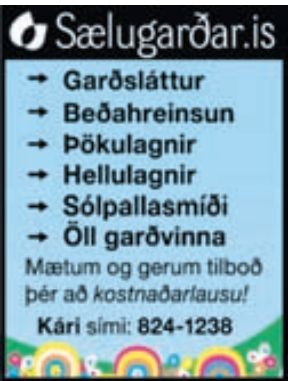 Sælugarðar.is
→ Garðsláttur
→ Beðahreinsun
→ Þökulagnir
→ Hellulagnir
→ Sólpallasmíði
→ Öll garðvinna
Mætum og gerum tilboð
þér að kostnaðarlausu!
Kári sími: 824-1238